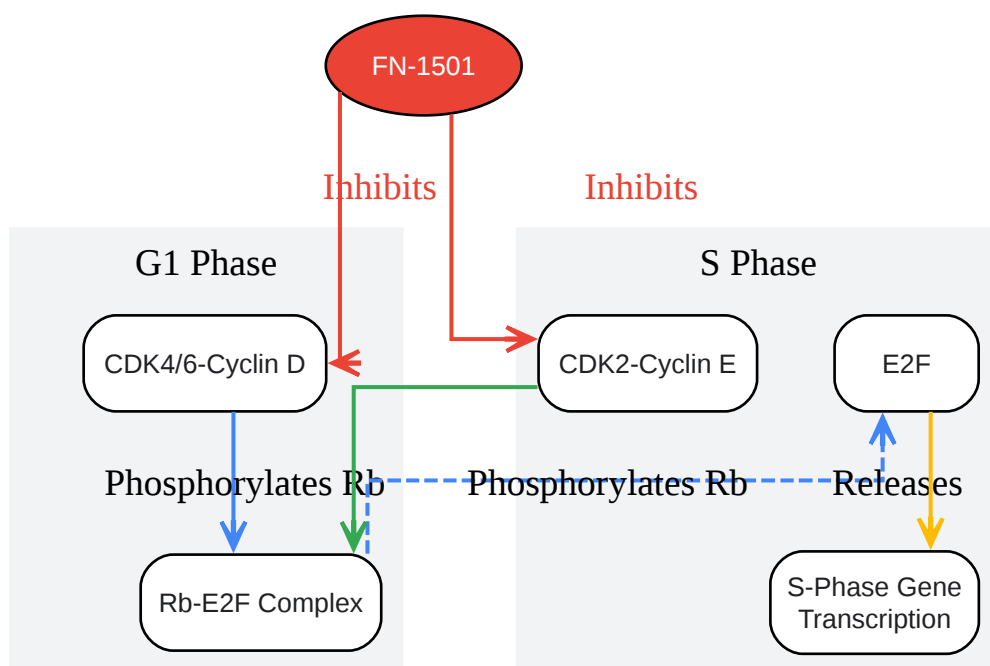 FN-1501
Inhibits
Inhibits
G1 Phase
S Phase
CDK4/6-Cyclin D
CDK2-Cyclin E
E2F
Phosphorylates Rb
Phosphorylates Rb
Releases
Rb-E2F Complex
S-Phase Gene
Transcription